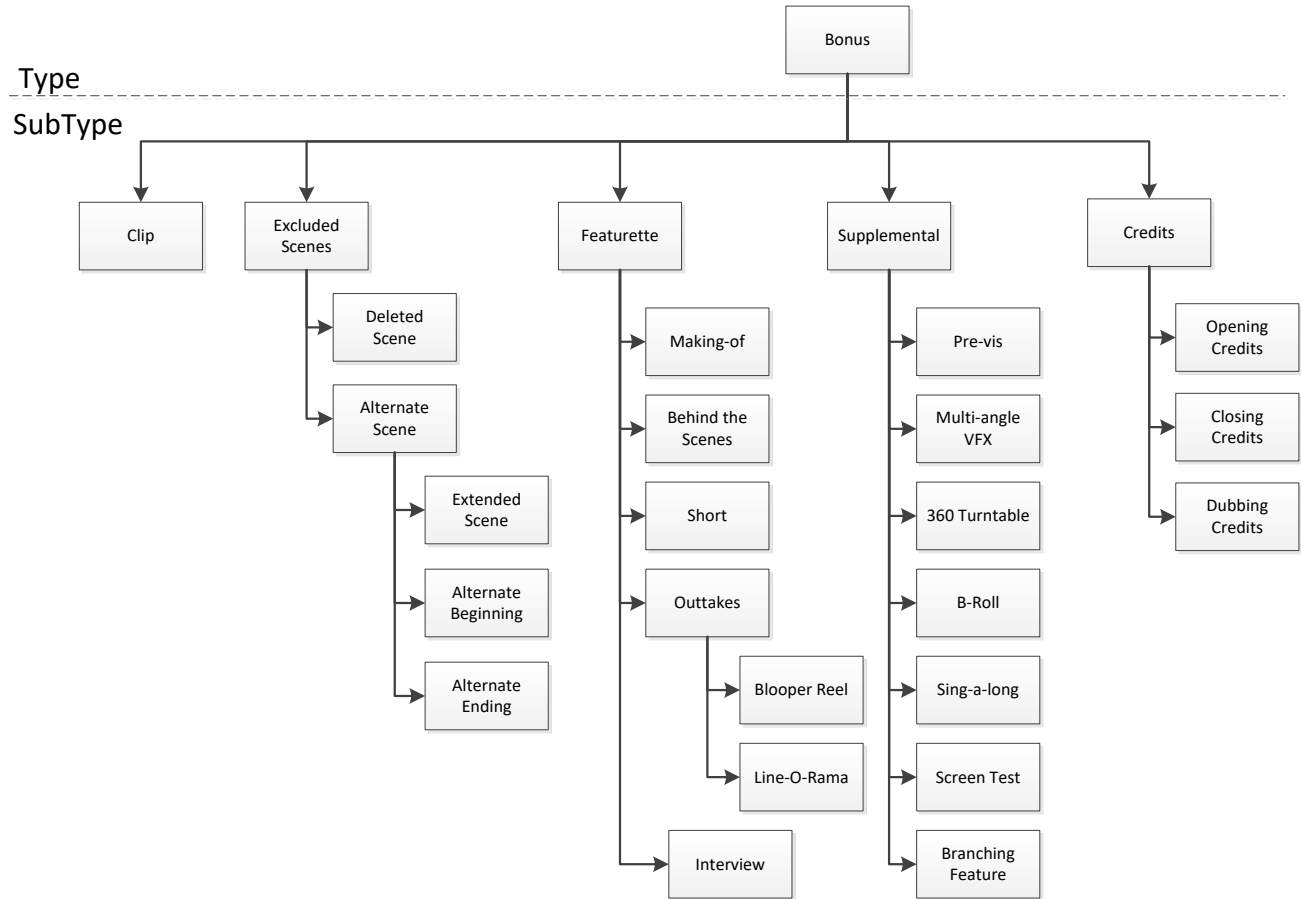 Bonus
Type
SubType
Clip
Excluded
Scenes
Featurette
Supplemental
Credits
Deleted
Scene
Alternate
Scene
Extended
Scene
Alternate
Beginning
Alternate
Ending
Making-of
Behind the
Scenes
Short
Outtakes
Blooper Reel
Line-O-Rama
Interview
Pre-vis
Multi-angle
VFX
360 Turntable
B-Roll
Sing-a-long
Screen Test
Branching
Feature
Opening
Credits
Closing
Credits
Dubbing
Credits